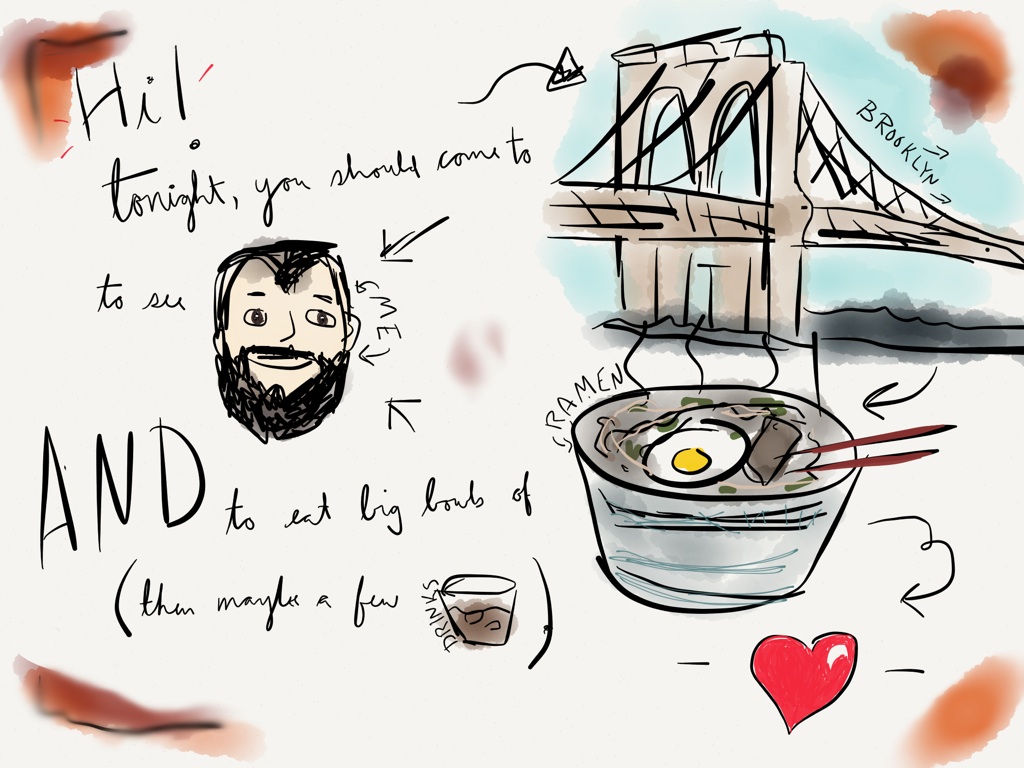 Hi!
tonight, you should come to
BROOKLYN
to see
ME
AND to eat big bowls of
RAMEN
(then maybe a few
DRINKS
)